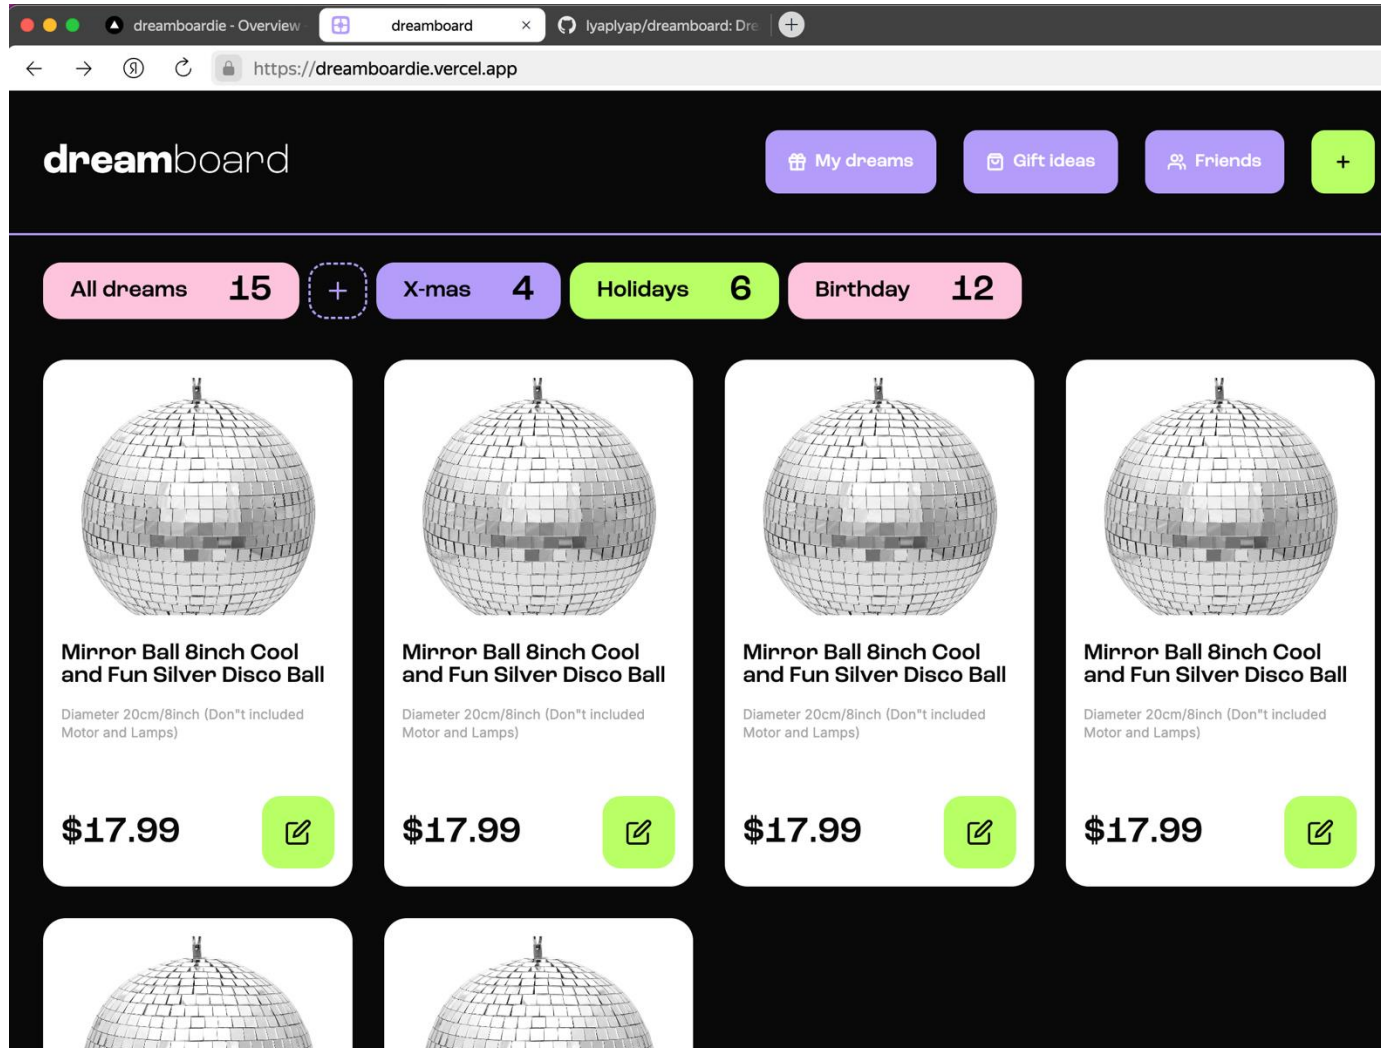 dreamboardie - Overview
dreamboard
lyaplyap/dreamboard: Dre
https://dreamboardie.vercel.app
dreamboard
My dreams
Gift ideas
Friends
+
All dreams 15
+
X-mas 4
Holidays 6
Birthday 12
Mirror Ball 8inch Cool
and Fun Silver Disco Ball
Diameter 20cm/8inch (Don"t included
Motor and Lamps)
$17.99
Mirror Ball 8inch Cool
and Fun Silver Disco Ball
Diameter 20cm/8inch (Don"t included
Motor and Lamps)
$17.99
Mirror Ball 8inch Cool
and Fun Silver Disco Ball
Diameter 20cm/8inch (Don"t included
Motor and Lamps)
$17.99
Mirror Ball 8inch Cool
and Fun Silver Disco Ball
Diameter 20cm/8inch (Don"t included
Motor and Lamps)
$17.99